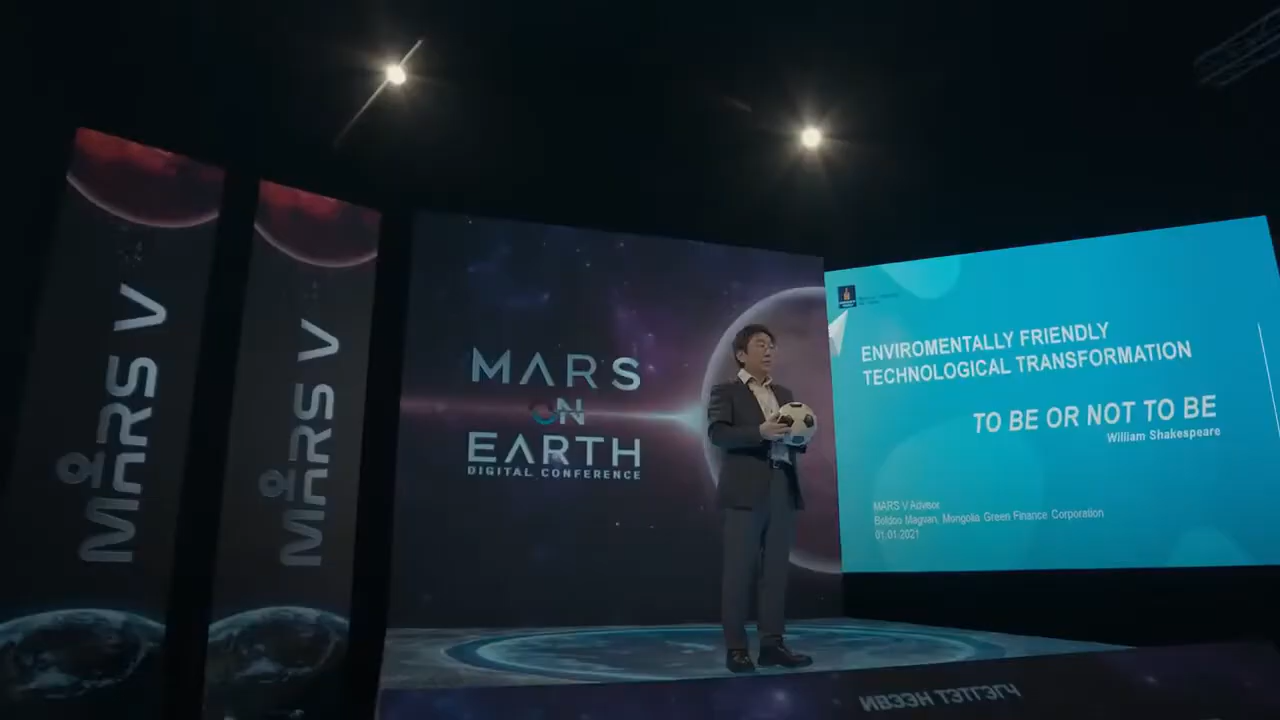 MARS V
MARS V
MARS
ON
EARTH
DIGITAL CONFERENCE
ENVIROMENTALLY FRIENDLY
TECHNOLOGICAL TRANSFORMATION
TO BE OR NOT TO BE
William Shakespeare
MARS V Advisor
Boldoo Magvan, Mongolia Green Finance Corporation
01.01.2021
ИВЭЭН ТЭТГЭГЧ